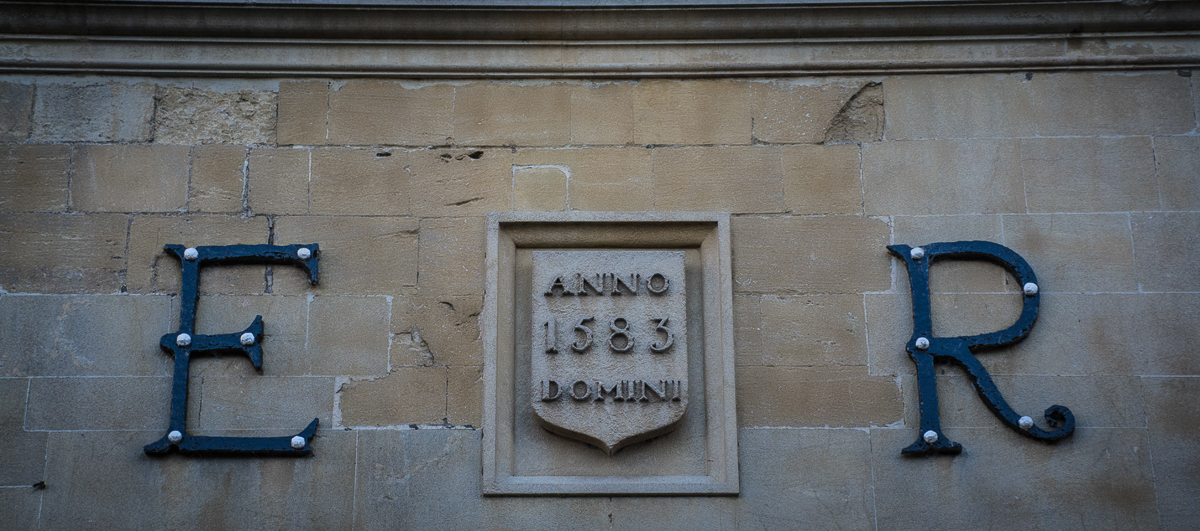 E R
ANNO
1583
DOMINI